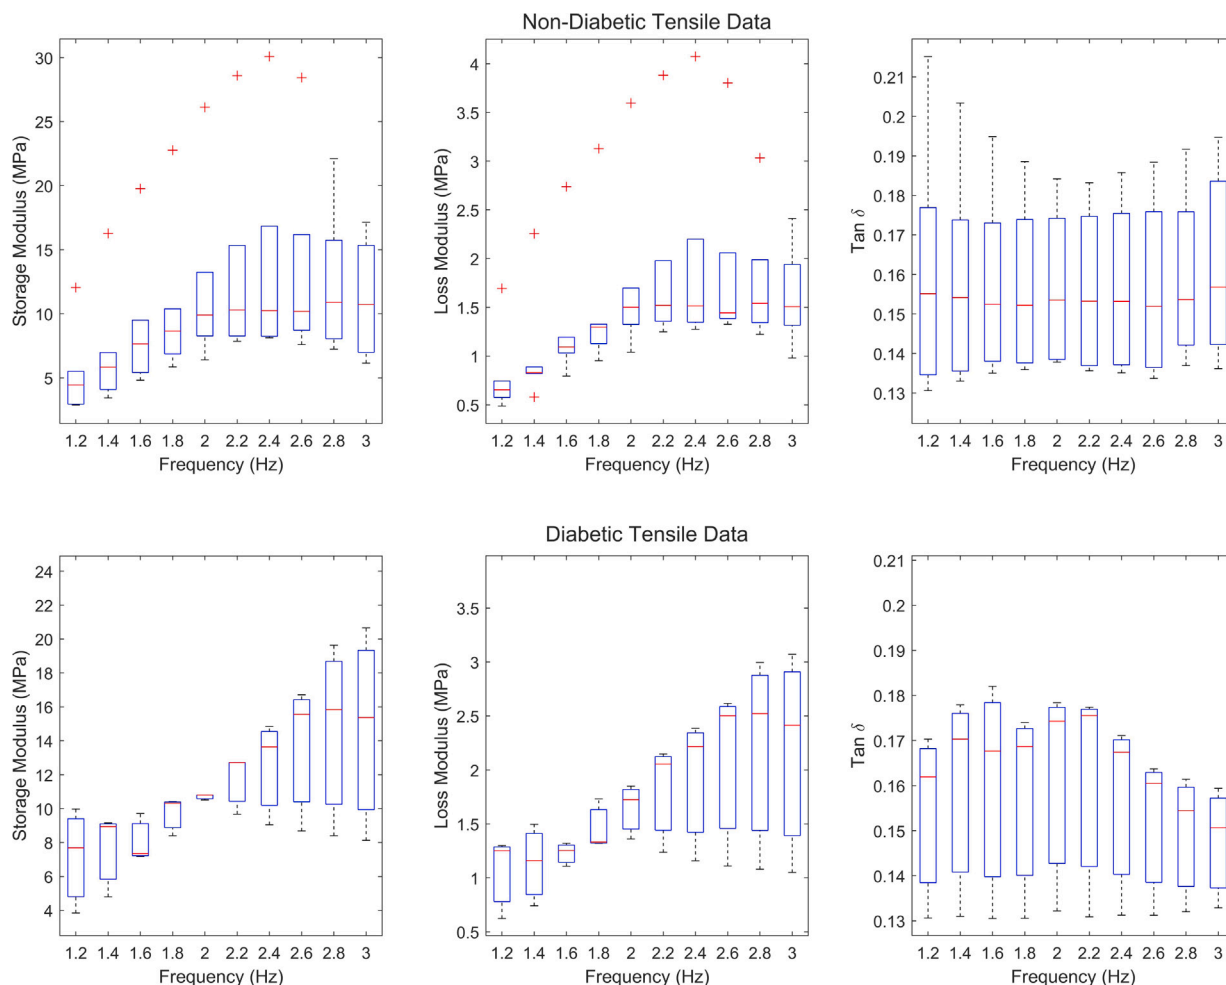 Non-Diabetic Tensile Data
Storage Modulus (MPa)
30
25
20
15
10
5
1.2 1.4 1.6 1.8 2 2.2 2.4 2.6 2.8 3
Frequency (Hz)
Loss Modulus (MPa)
4
3.5
3
2.5
2
1.5
1
0.5
1.2 1.4 1.6 1.8 2 2.2 2.4 2.6 2.8 3
Frequency (Hz)
Tan δ
0.21
0.2
0.19
0.18
0.17
0.16
0.15
0.14
0.13
1.2 1.4 1.6 1.8 2 2.2 2.4 2.6 2.8 3
Frequency (Hz)
Diabetic Tensile Data
Storage Modulus (MPa)
24
22
20
18
16
14
12
10
8
6
4
1.2 1.4 1.6 1.8 2 2.2 2.4 2.6 2.8 3
Frequency (Hz)
Loss Modulus (MPa)
3.5
3
2.5
2
1.5
1
0.5
1.2 1.4 1.6 1.8 2 2.2 2.4 2.6 2.8 3
Frequency (Hz)
Tan δ
0.21
0.2
0.19
0.18
0.17
0.16
0.15
0.14
0.13
1.2 1.4 1.6 1.8 2 2.2 2.4 2.6 2.8 3
Frequency (Hz)